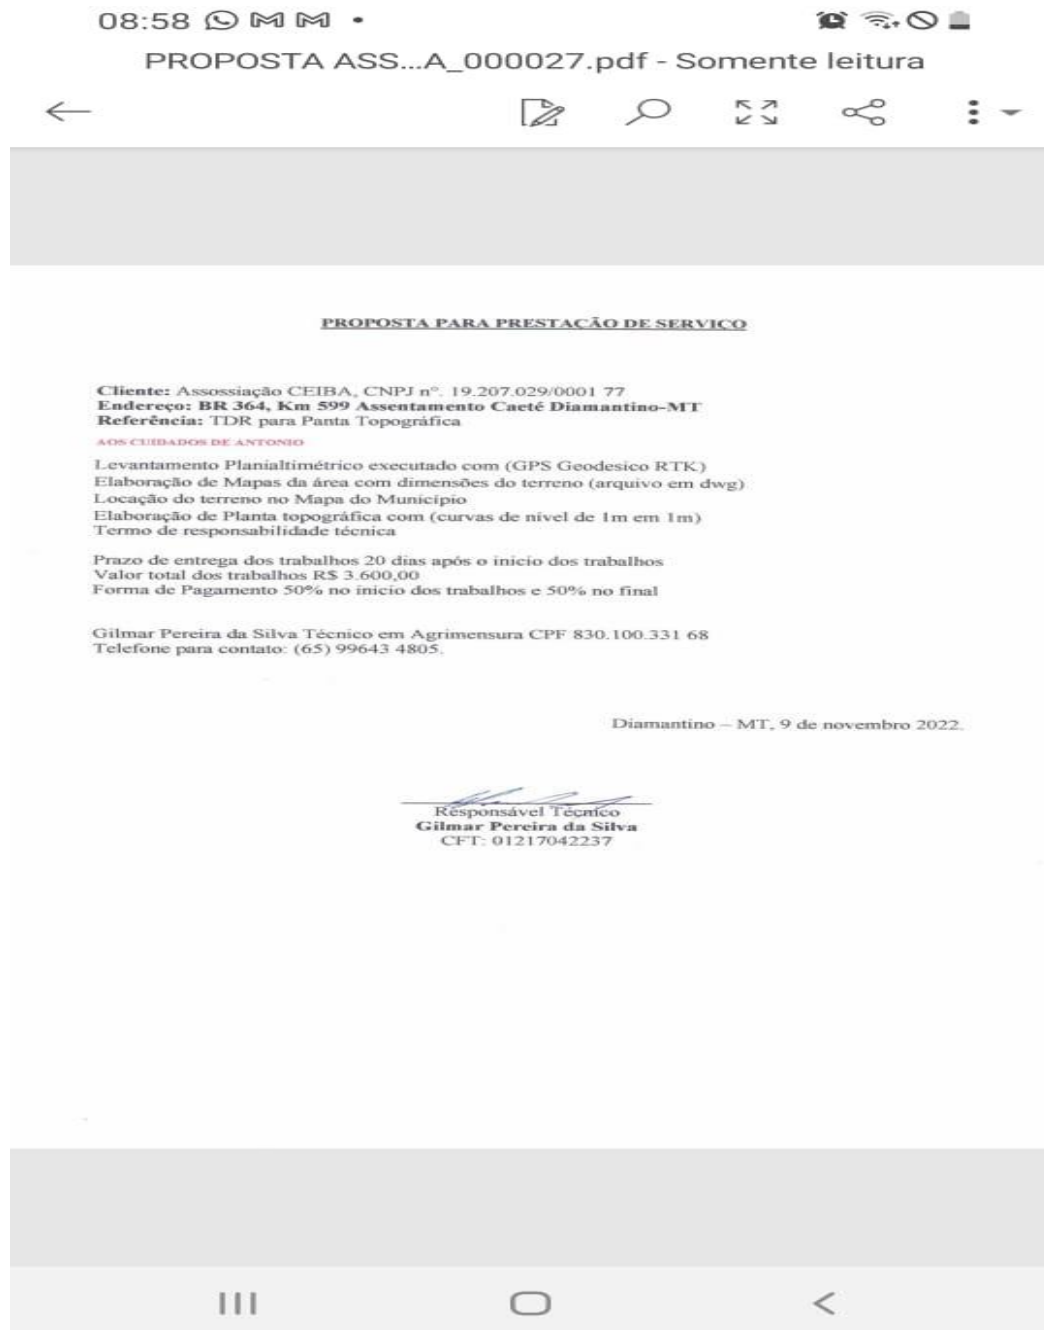 08:58
PROPOSTA ASS...A_000027.pdf - Somente leitura
PROPOSTA PARA PRESTAÇÃO DE SERVIÇO
Cliente: Assossiação CEIBA, CNPJ nº. 19.207.029/0001 77
Endereço: BR 364, Km 599 Assentamento Caeté Diamantino-MT
Referência: TDR para Panta Topográfica
AOS CUIDADOS DE ANTONIO
Levantamento Planialtimétrico executado com (GPS Geodesico RTK)
Elaboração de Mapas da área com dimensões do terreno (arquivo em dwg)
Locação do terreno no Mapa do Município
Elaboração de Planta topográfica com (curvas de nível de 1m em 1m)
Termo de responsabilidade técnica
Prazo de entrega dos trabalhos 20 dias após o inicio dos trabalhos
Valor total dos trabalhos R$ 3.600,00
Forma de Pagamento 50% no inicio dos trabalhos e 50% no final
Gilmar Pereira da Silva Técnico em Agrimensura CPF 830.100.331 68
Telefone para contato: (65) 99643 4805.
Diamantino – MT, 9 de novembro 2022.
Responsável Técnico
Gilmar Pereira da Silva
CFT: 01217042237